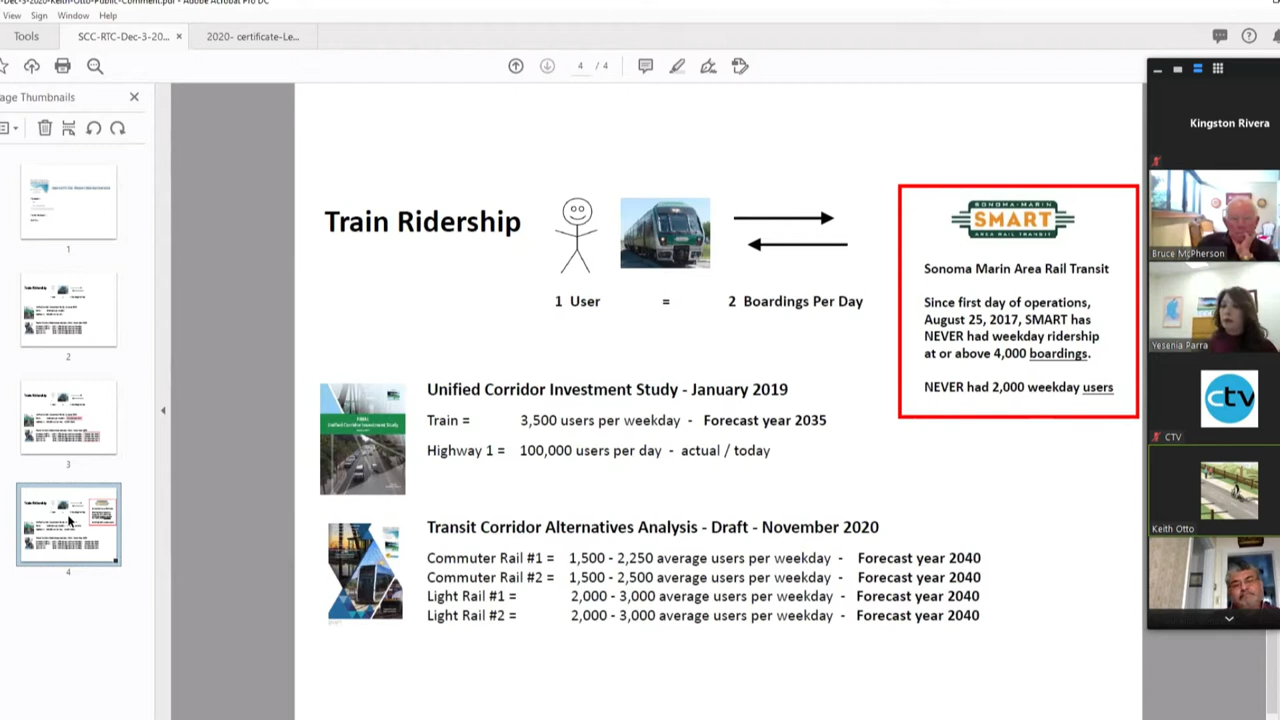 -Dec-3-2020-Keith-Otto-Public-Comment.pdf - Adobe Acrobat Pro DC
View Sign Window Help
Tools SCC-RTC-Dec-3-20... × 2020- certificate-Le...
4 / 4
age Thumbnails
1
2
3
Train Ridership
4
Train Ridership
1 User = 2 Boardings Per Day
SONOMA-MARIN
SMART
AREA RAIL TRANSIT
Sonoma Marin Area Rail Transit
Since first day of operations,
August 25, 2017, SMART has
NEVER had weekday ridership
at or above 4,000 boardings.
NEVER had 2,000 weekday users
Unified Corridor Investment Study
Unified Corridor Investment Study - January 2019
Train = 3,500 users per weekday - Forecast year 2035
Highway 1 = 100,000 users per day - actual / today
Transit Corridor Alternatives Analysis - Draft - November 2020
Commuter Rail #1 = 1,500 - 2,250 average users per weekday - Forecast year 2040
Commuter Rail #2 = 1,500 - 2,500 average users per weekday - Forecast year 2040
Light Rail #1 = 2,000 - 3,000 average users per weekday - Forecast year 2040
Light Rail #2 = 2,000 - 3,000 average users per weekday - Forecast year 2040
Kingston Rivera
Bruce McPherson
Yesenia Parra
ctv
CTV
Keith Otto